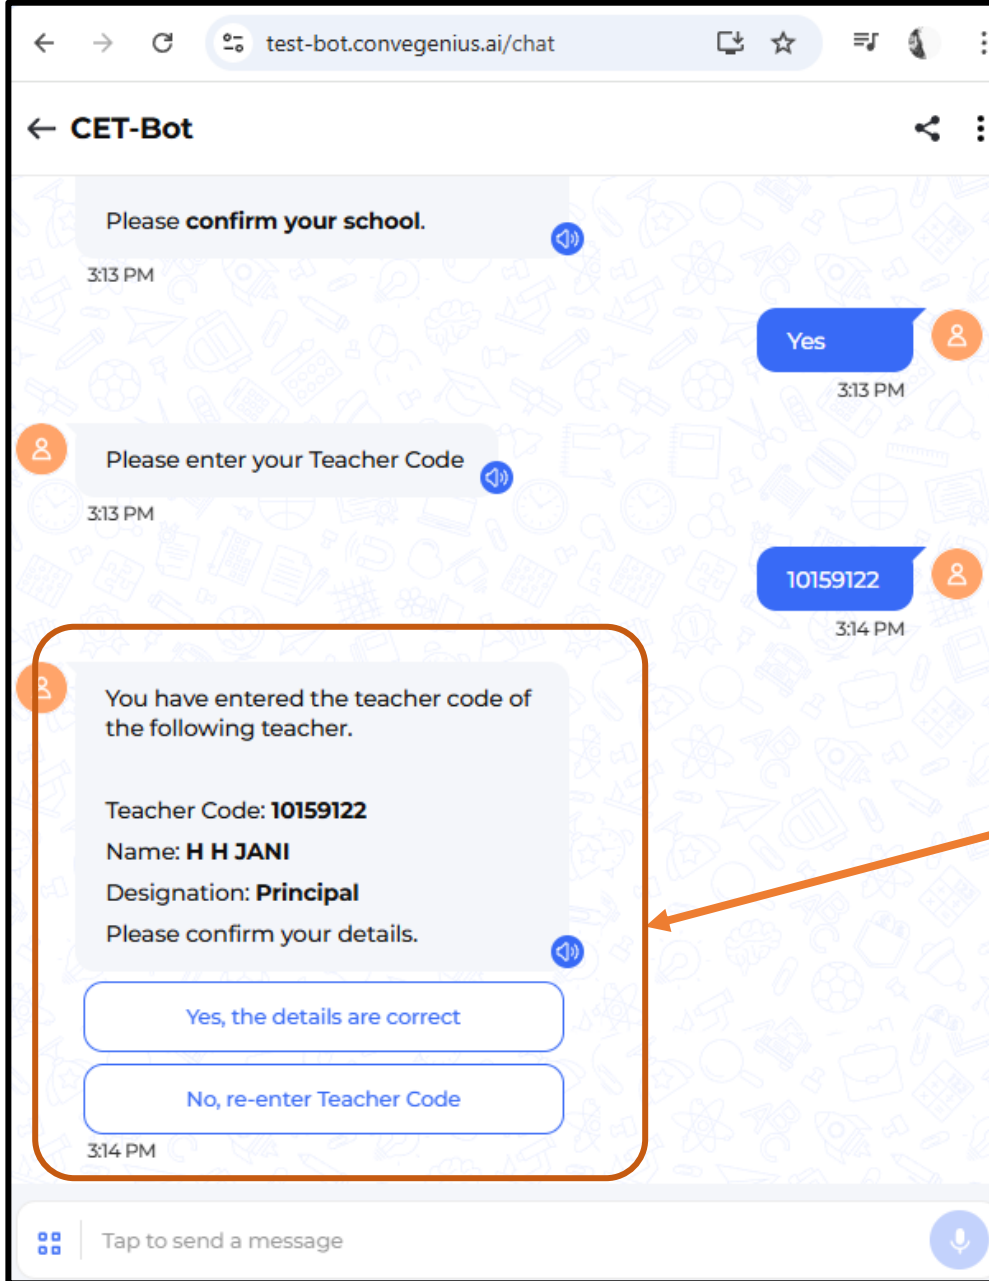 test-bot.convegenius.ai/chat
CET-Bot
Please confirm your school.
3:13 PM
Yes
3:13 PM
Please enter your Teacher Code
3:13 PM
10159122
3:14 PM
You have entered the teacher code of
the following teacher.
Teacher Code: 10159122
Name: H H JANI
Designation: Principal
Please confirm your details.
Yes, the details are correct
No, re-enter Teacher Code
3:14 PM
Tap to send a message